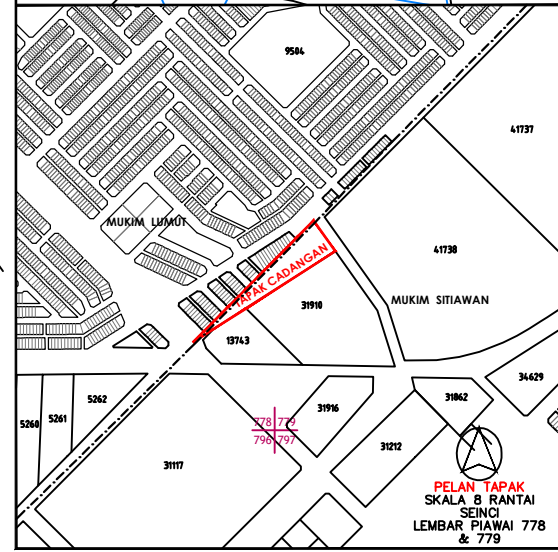 9504
41737
MUKIM LUMUT
41738
TAPAK CADANGAN
31910
MUKIM SITIAWAN
13743
34629
5262
5261
5260
31916
31862
778 779
796 797
31212
31117
PELAN TAPAK
SKALA 8 RANTAI
SEINCI
LEMBAR PIAWAI 778
& 779